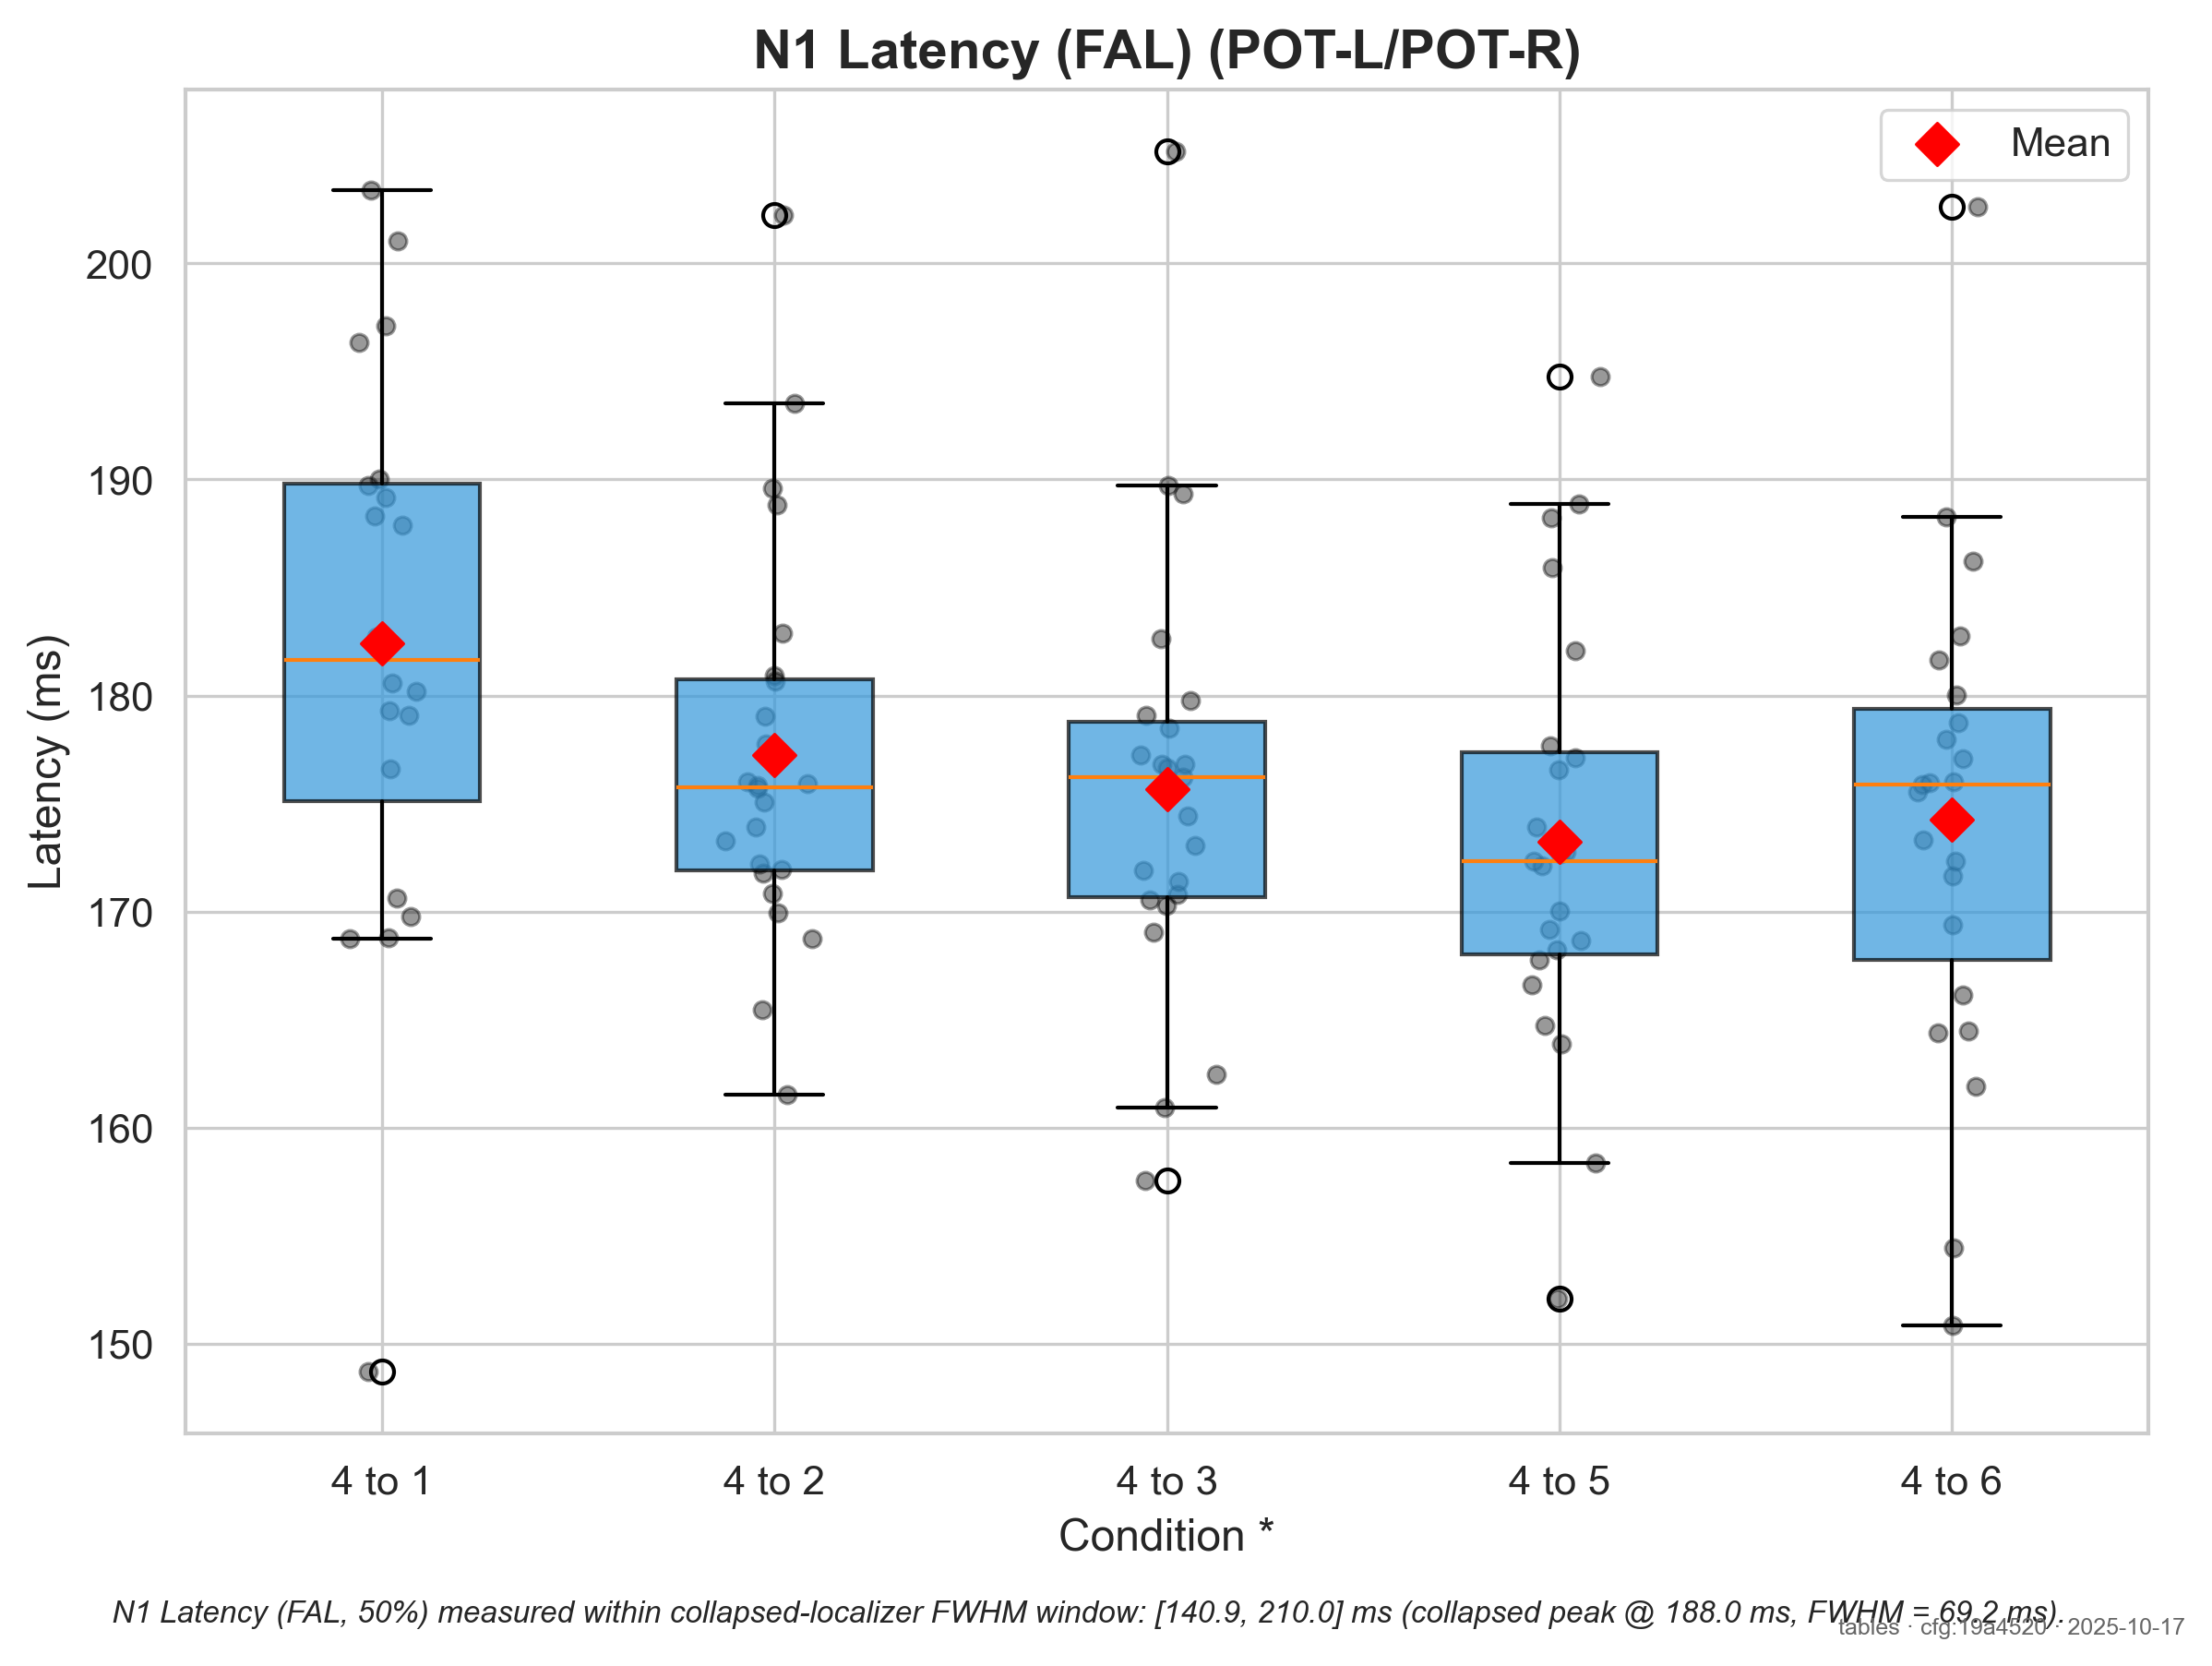 N1 Latency (FAL) (POT-L/POT-R)
Mean
Latency (ms)
200
190
180
170
160
150
4 to 1
4 to 2
4 to 3
4 to 5
4 to 6
Condition *
N1 Latency (FAL, 50%) measured within collapsed-localizer FWHM window: [140.9, 210.0] ms (collapsed peak @ 188.0 ms, FWHM = 69.2 ms).
tables · cfg:19a4520 · 2025-10-17